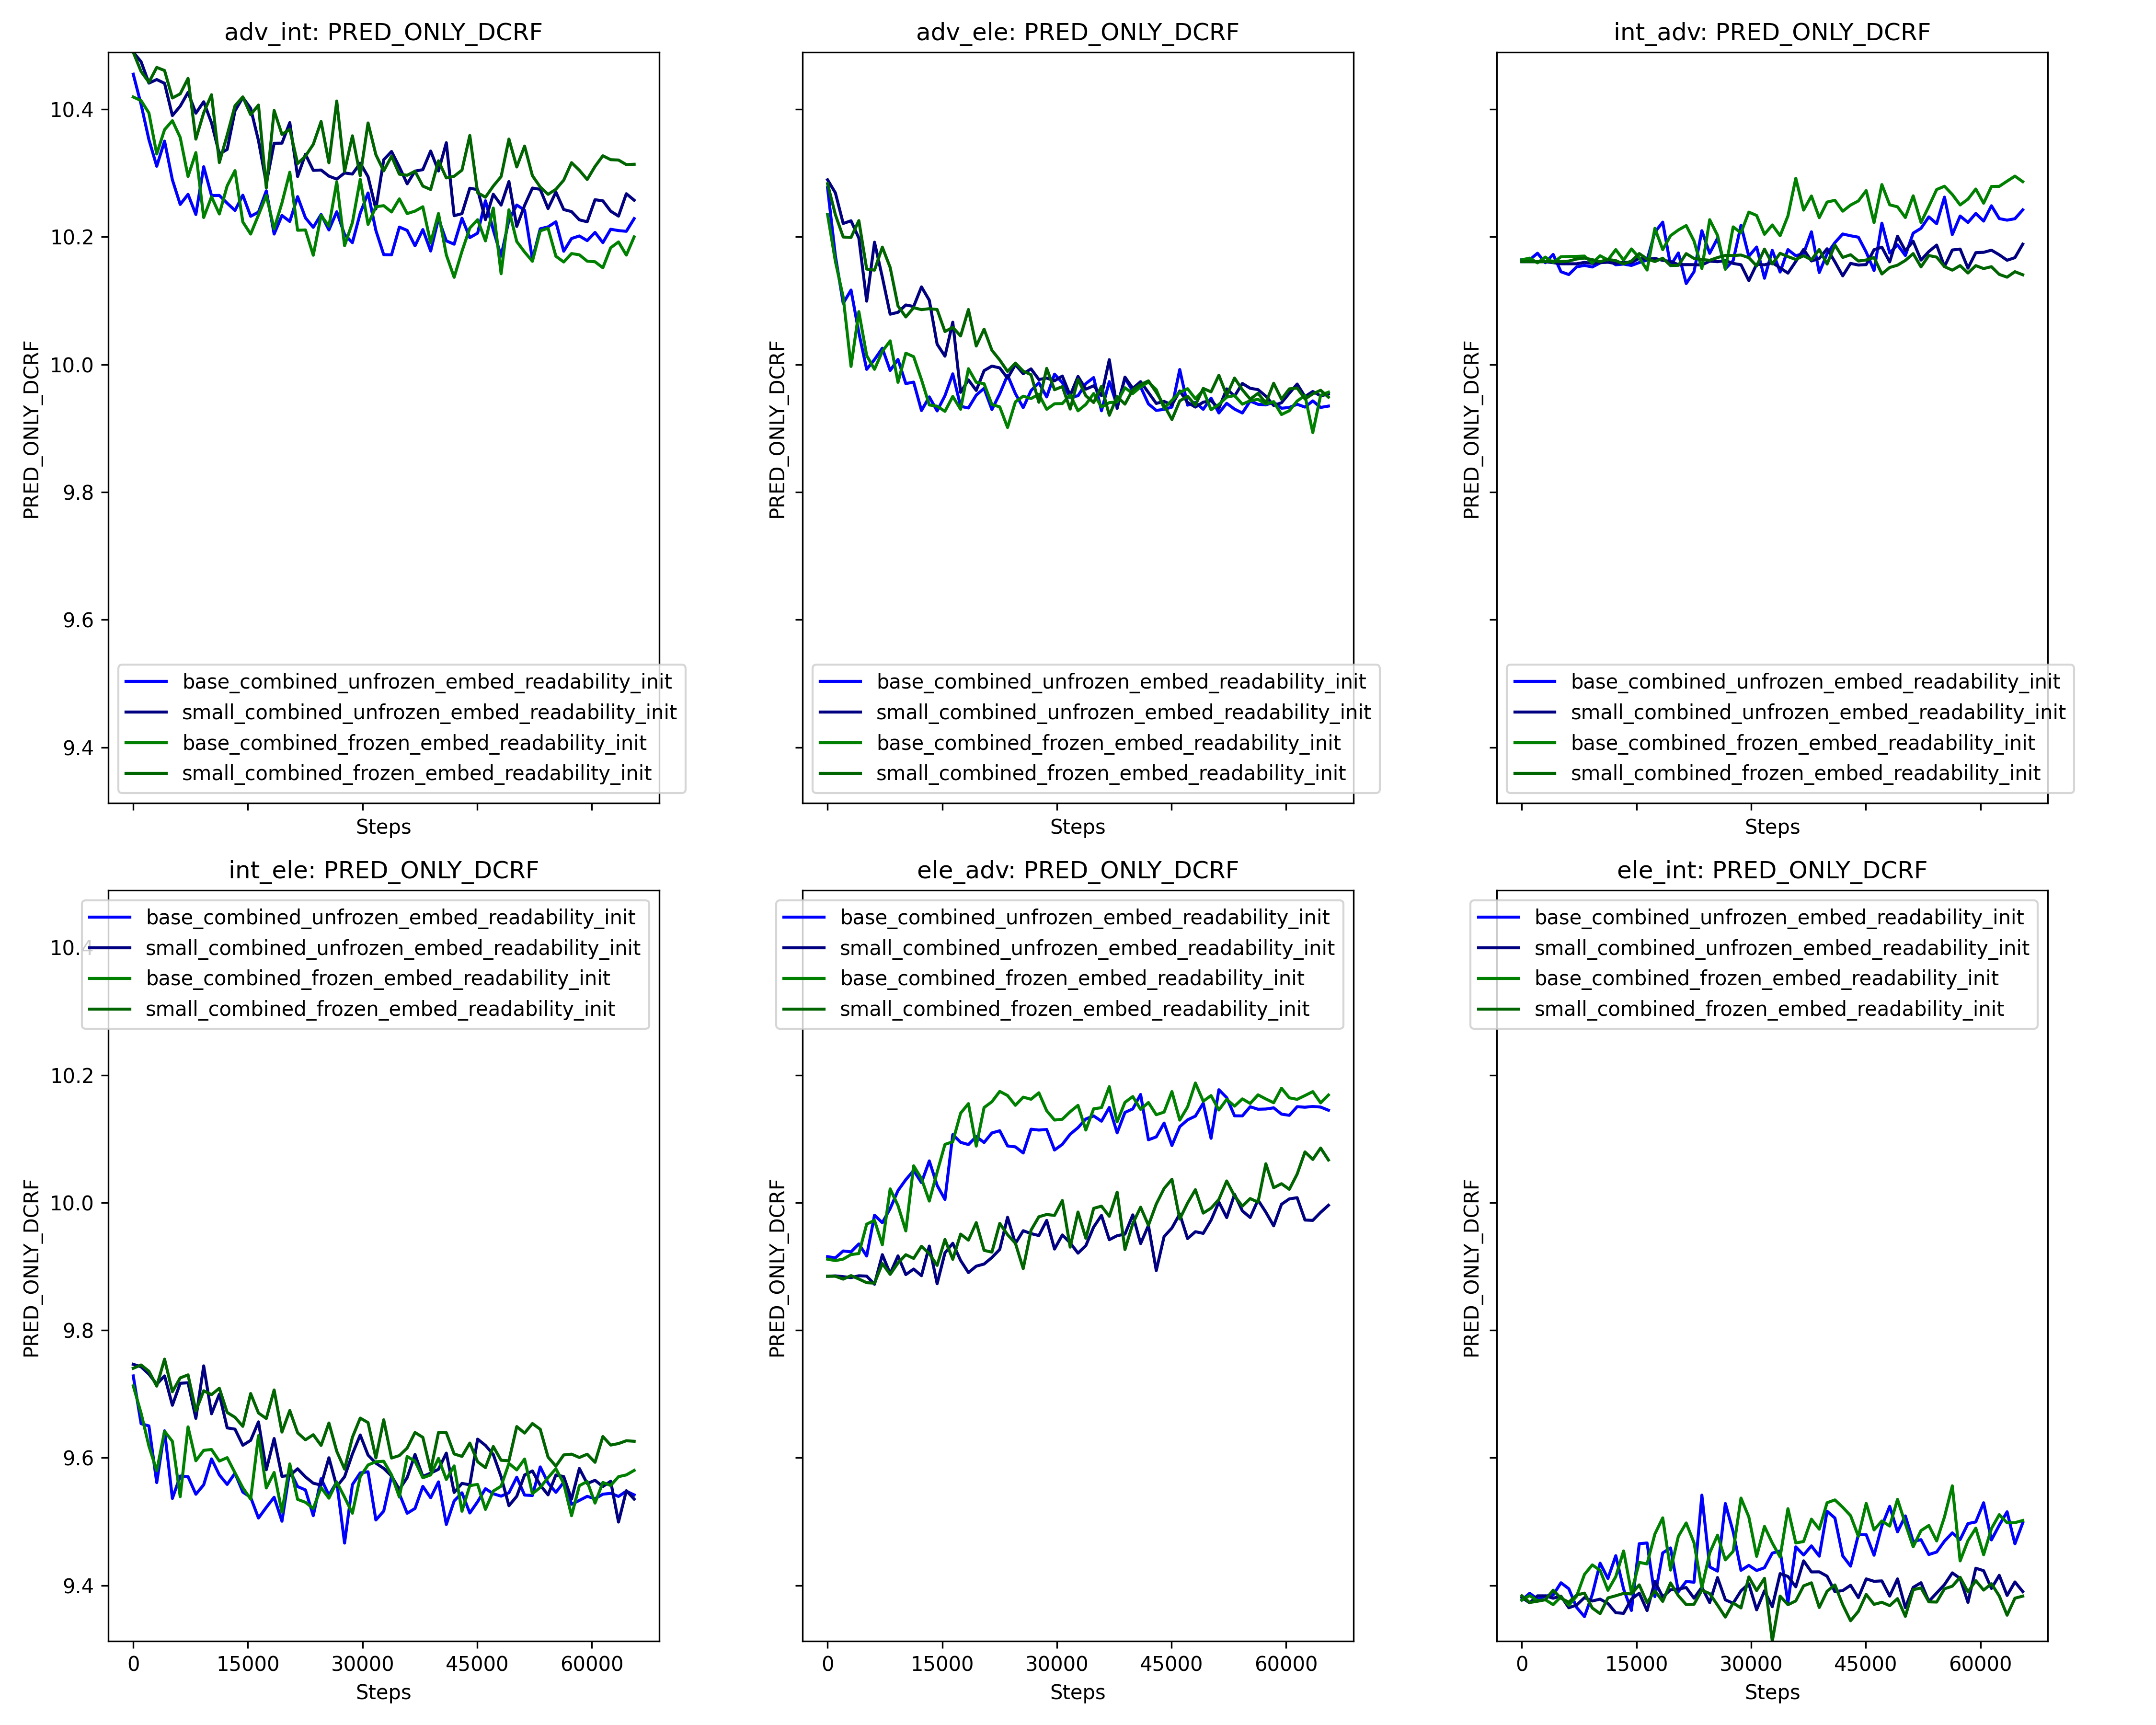 adv_int: PRED_ONLY_DCRF
10.4
10.2
10.0
9.8
9.6
9.4
PRED_ONLY_DCRF
base_combined_unfrozen_embed_readability_init
small_combined_unfrozen_embed_readability_init
base_combined_frozen_embed_readability_init
small_combined_frozen_embed_readability_init
Steps
adv_ele: PRED_ONLY_DCRF
PRED_ONLY_DCRF
base_combined_unfrozen_embed_readability_init
small_combined_unfrozen_embed_readability_init
base_combined_frozen_embed_readability_init
small_combined_frozen_embed_readability_init
Steps
int_adv: PRED_ONLY_DCRF
PRED_ONLY_DCRF
base_combined_unfrozen_embed_readability_init
small_combined_unfrozen_embed_readability_init
base_combined_frozen_embed_readability_init
small_combined_frozen_embed_readability_init
Steps
int_ele: PRED_ONLY_DCRF
base_combined_unfrozen_embed_readability_init
small_combined_unfrozen_embed_readability_init
base_combined_frozen_embed_readability_init
small_combined_frozen_embed_readability_init
10.4
10.2
10.0
9.8
9.6
9.4
PRED_ONLY_DCRF
0 15000 30000 45000 60000
Steps
ele_adv: PRED_ONLY_DCRF
base_combined_unfrozen_embed_readability_init
small_combined_unfrozen_embed_readability_init
base_combined_frozen_embed_readability_init
small_combined_frozen_embed_readability_init
PRED_ONLY_DCRF
0 15000 30000 45000 60000
Steps
ele_int: PRED_ONLY_DCRF
base_combined_unfrozen_embed_readability_init
small_combined_unfrozen_embed_readability_init
base_combined_frozen_embed_readability_init
small_combined_frozen_embed_readability_init
PRED_ONLY_DCRF
0 15000 30000 45000 60000
Steps